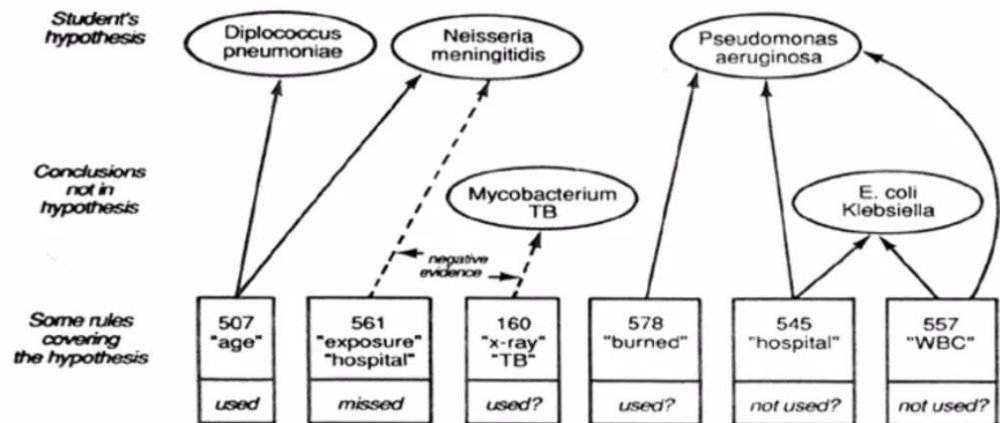 Student's
hypothesis
Diplococcus
pneumoniae
Neisseria
meningitidis
Pseudomonas
aeruginosa
Conclusions
not in
hypothesis
Mycobacterium
TB
E. coli
Klebsiella
negative
evidence
Some rules
covering
the hypothesis
507
"age"
used
561
"exposure"
"hospital"
missed
160
"x-ray"
"TB"
used?
578
"burned"
used?
545
"hospital"
not used?
557
"WBC"
not used?